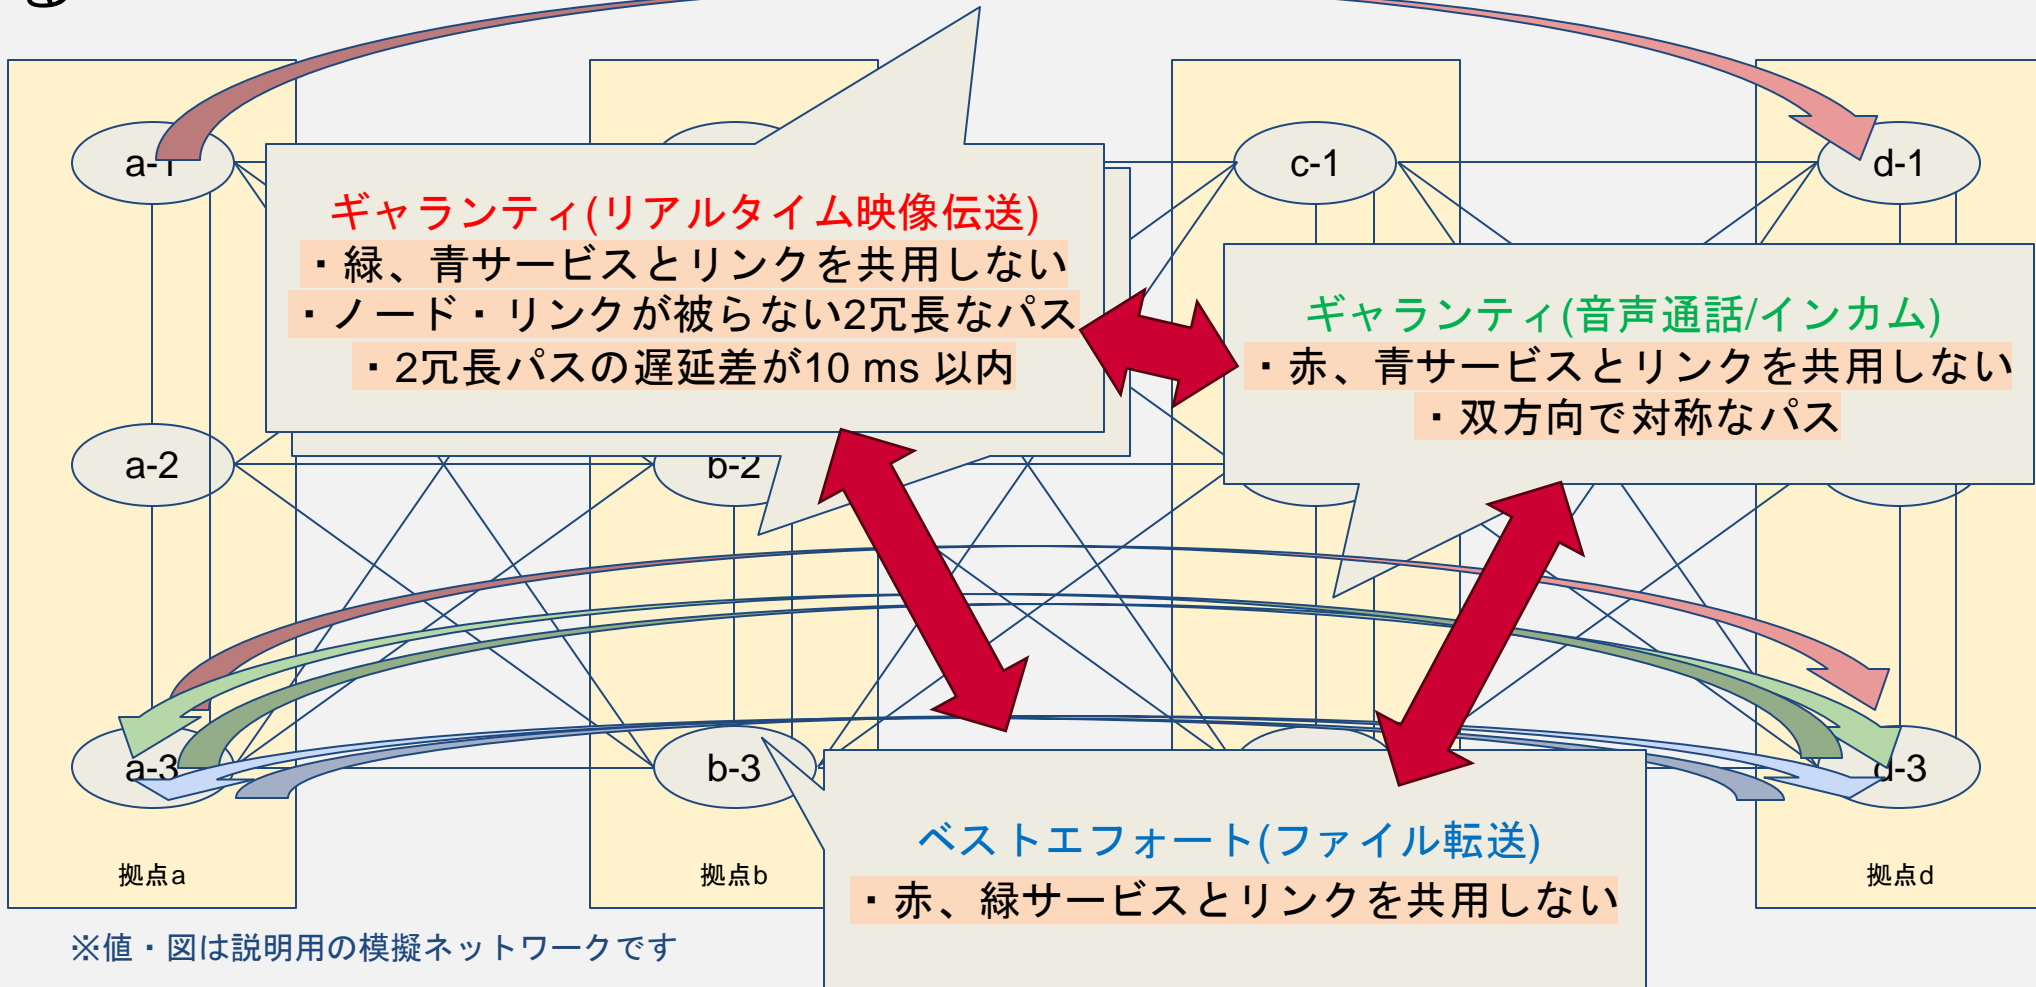 a-1
c-1
d-1
ギャランティ(リアルタイム映像伝送)
・緑、青サービスとリンクを共用しない
・ノード・リンクが被らない2冗長なパス
・2冗長パスの遅延差が10 ms 以内
ギャランティ(音声通話/インカム)
・赤、青サービスとリンクを共用しない
・双方向で対称なパス
a-2
b-2
a-3
b-3
d-3
ベストエフォート(ファイル転送)
・赤、緑サービスとリンクを共用しない
拠点a
拠点b
拠点d
※値・図は説明用の模擬ネットワークです